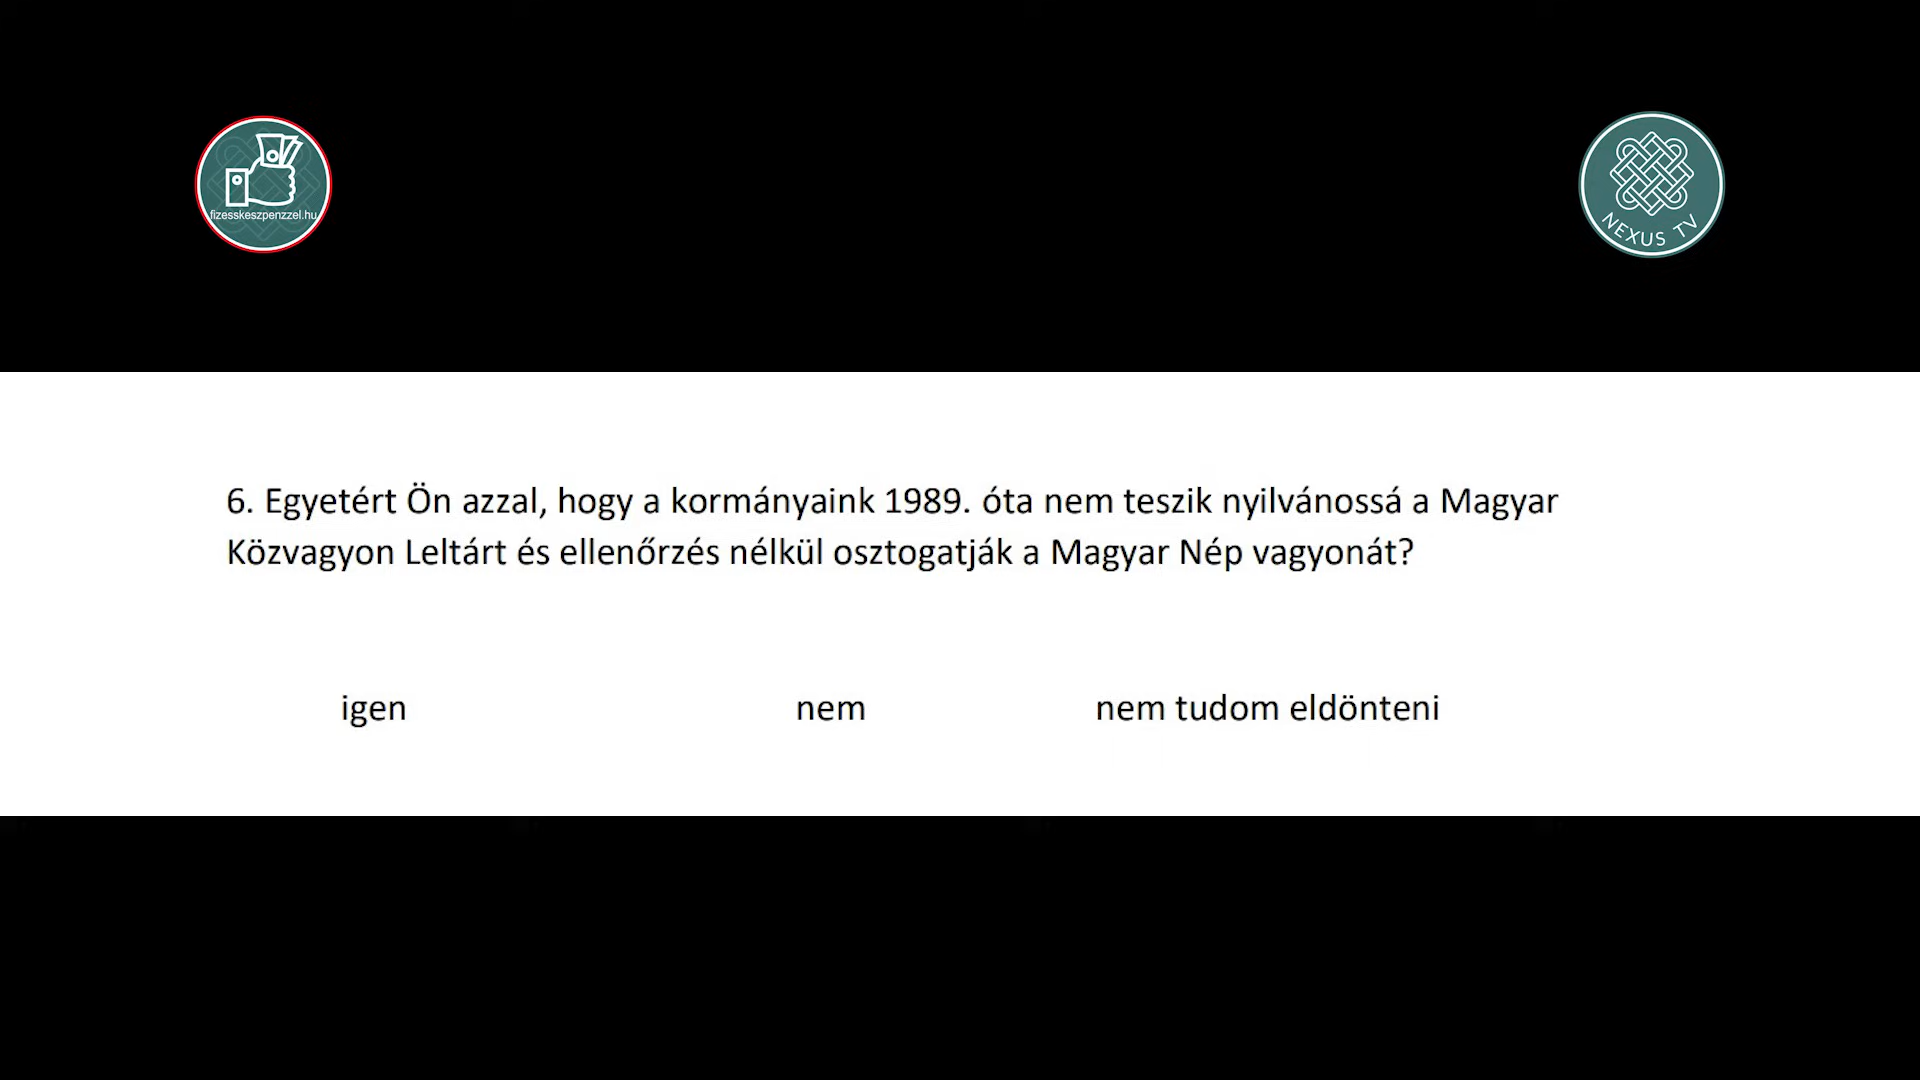 fizesskeszpenzzel.hu
NEXUS TV
6. Egyetért Ön azzal, hogy a kormányaink 1989. óta nem teszik nyilvánossá a Magyar
Közvagyon Leltárt és ellenőrzés nélkül osztogatják a Magyar Nép vagyonát?
igen nem nem tudom eldönteni